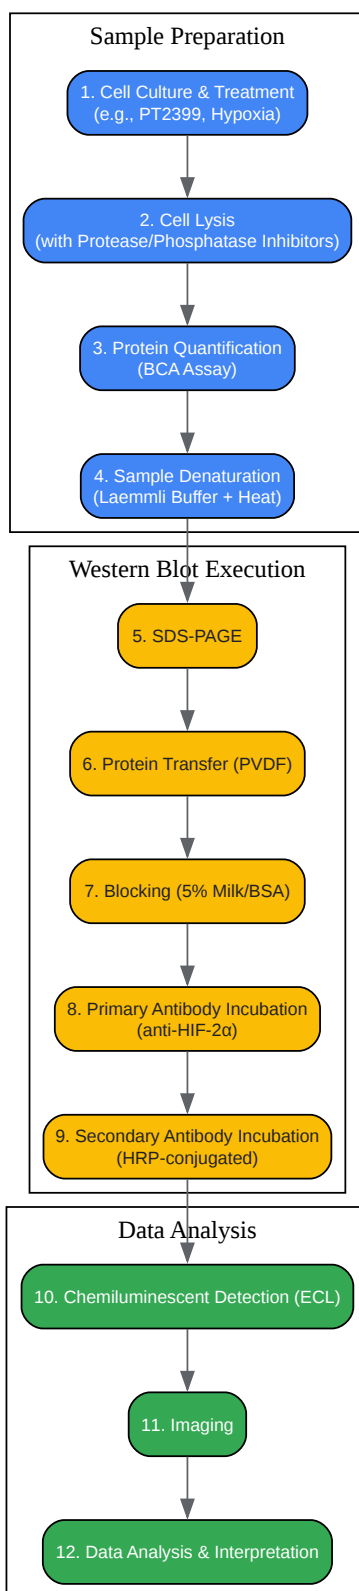 Sample Preparation
1. Cell Culture & Treatment
(e.g., PT2399, Hypoxia)
2. Cell Lysis
(with Protease/Phosphatase Inhibitors)
3. Protein Quantification
(BCA Assay)
4. Sample Denaturation
(Laemmli Buffer + Heat)
Western Blot Execution
5. SDS-PAGE
6. Protein Transfer (PVDF)
7. Blocking (5% Milk/BSA)
8. Primary Antibody Incubation
(anti-HIF-2α)
9. Secondary Antibody Incubation
(HRP-conjugated)
Data Analysis
10. Chemiluminescent Detection (ECL)
11. Imaging
12. Data Analysis & Interpretation